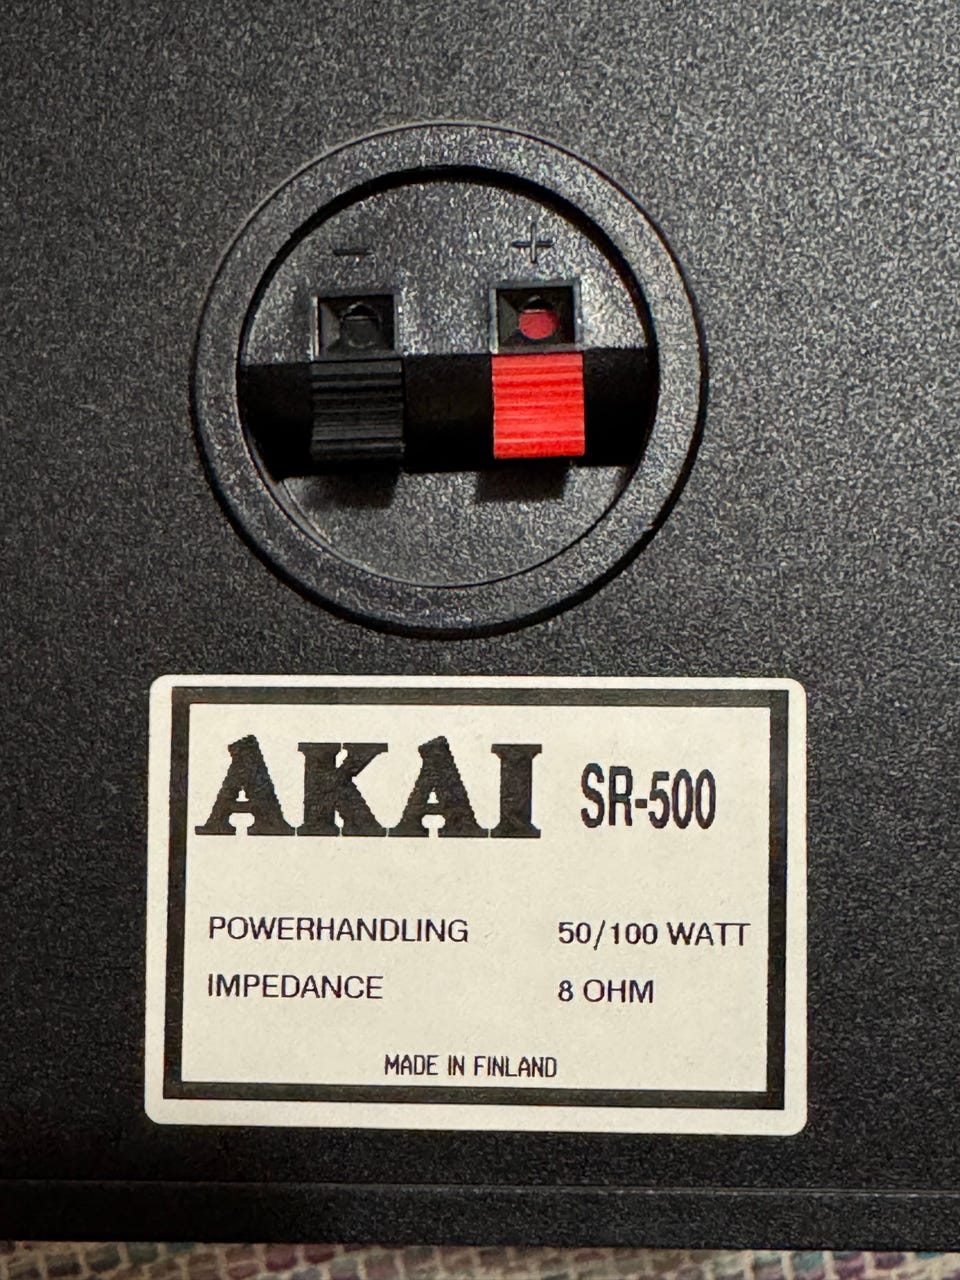 - +
AKAI SR-500
POWERHANDLING 50/100 WATT
IMPEDANCE 8 OHM
MADE IN FINLAND